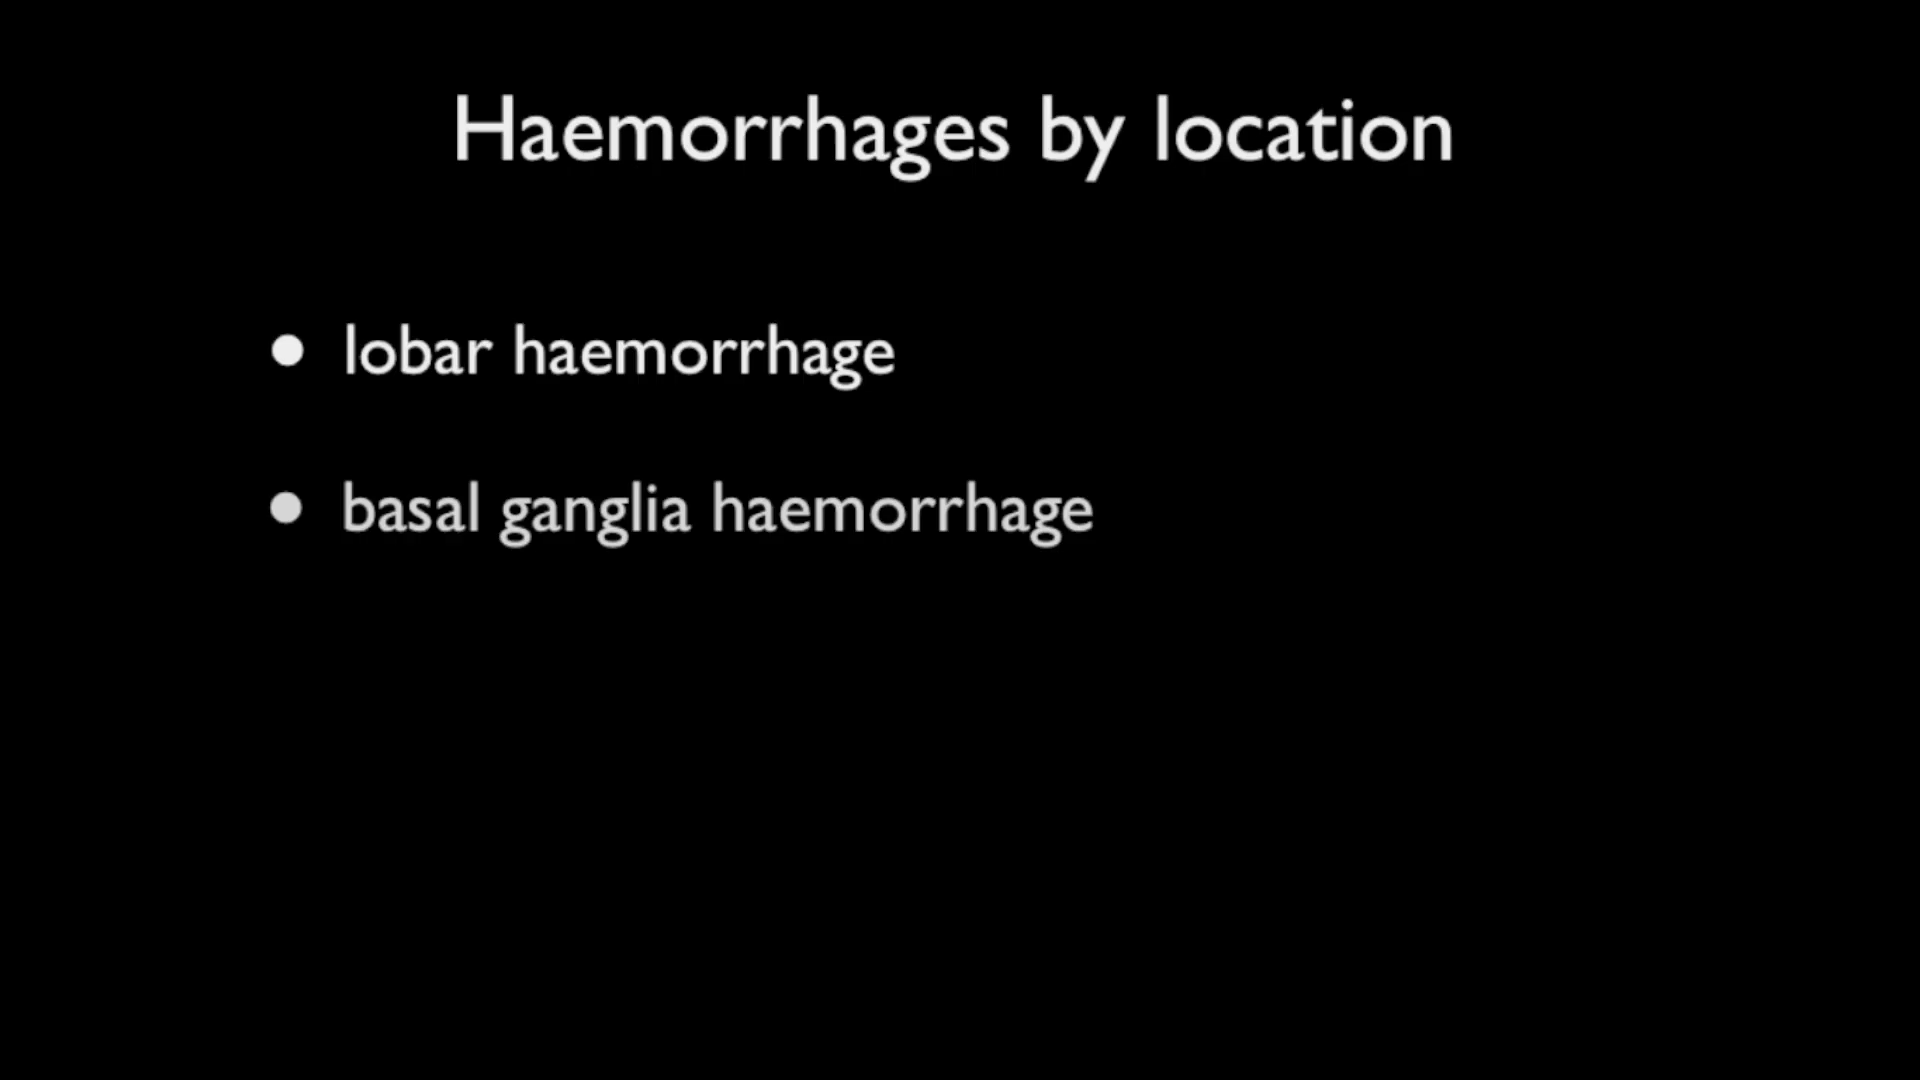 Haemorrhages by location
● lobar haemorrhage
● basal ganglia haemorrhage